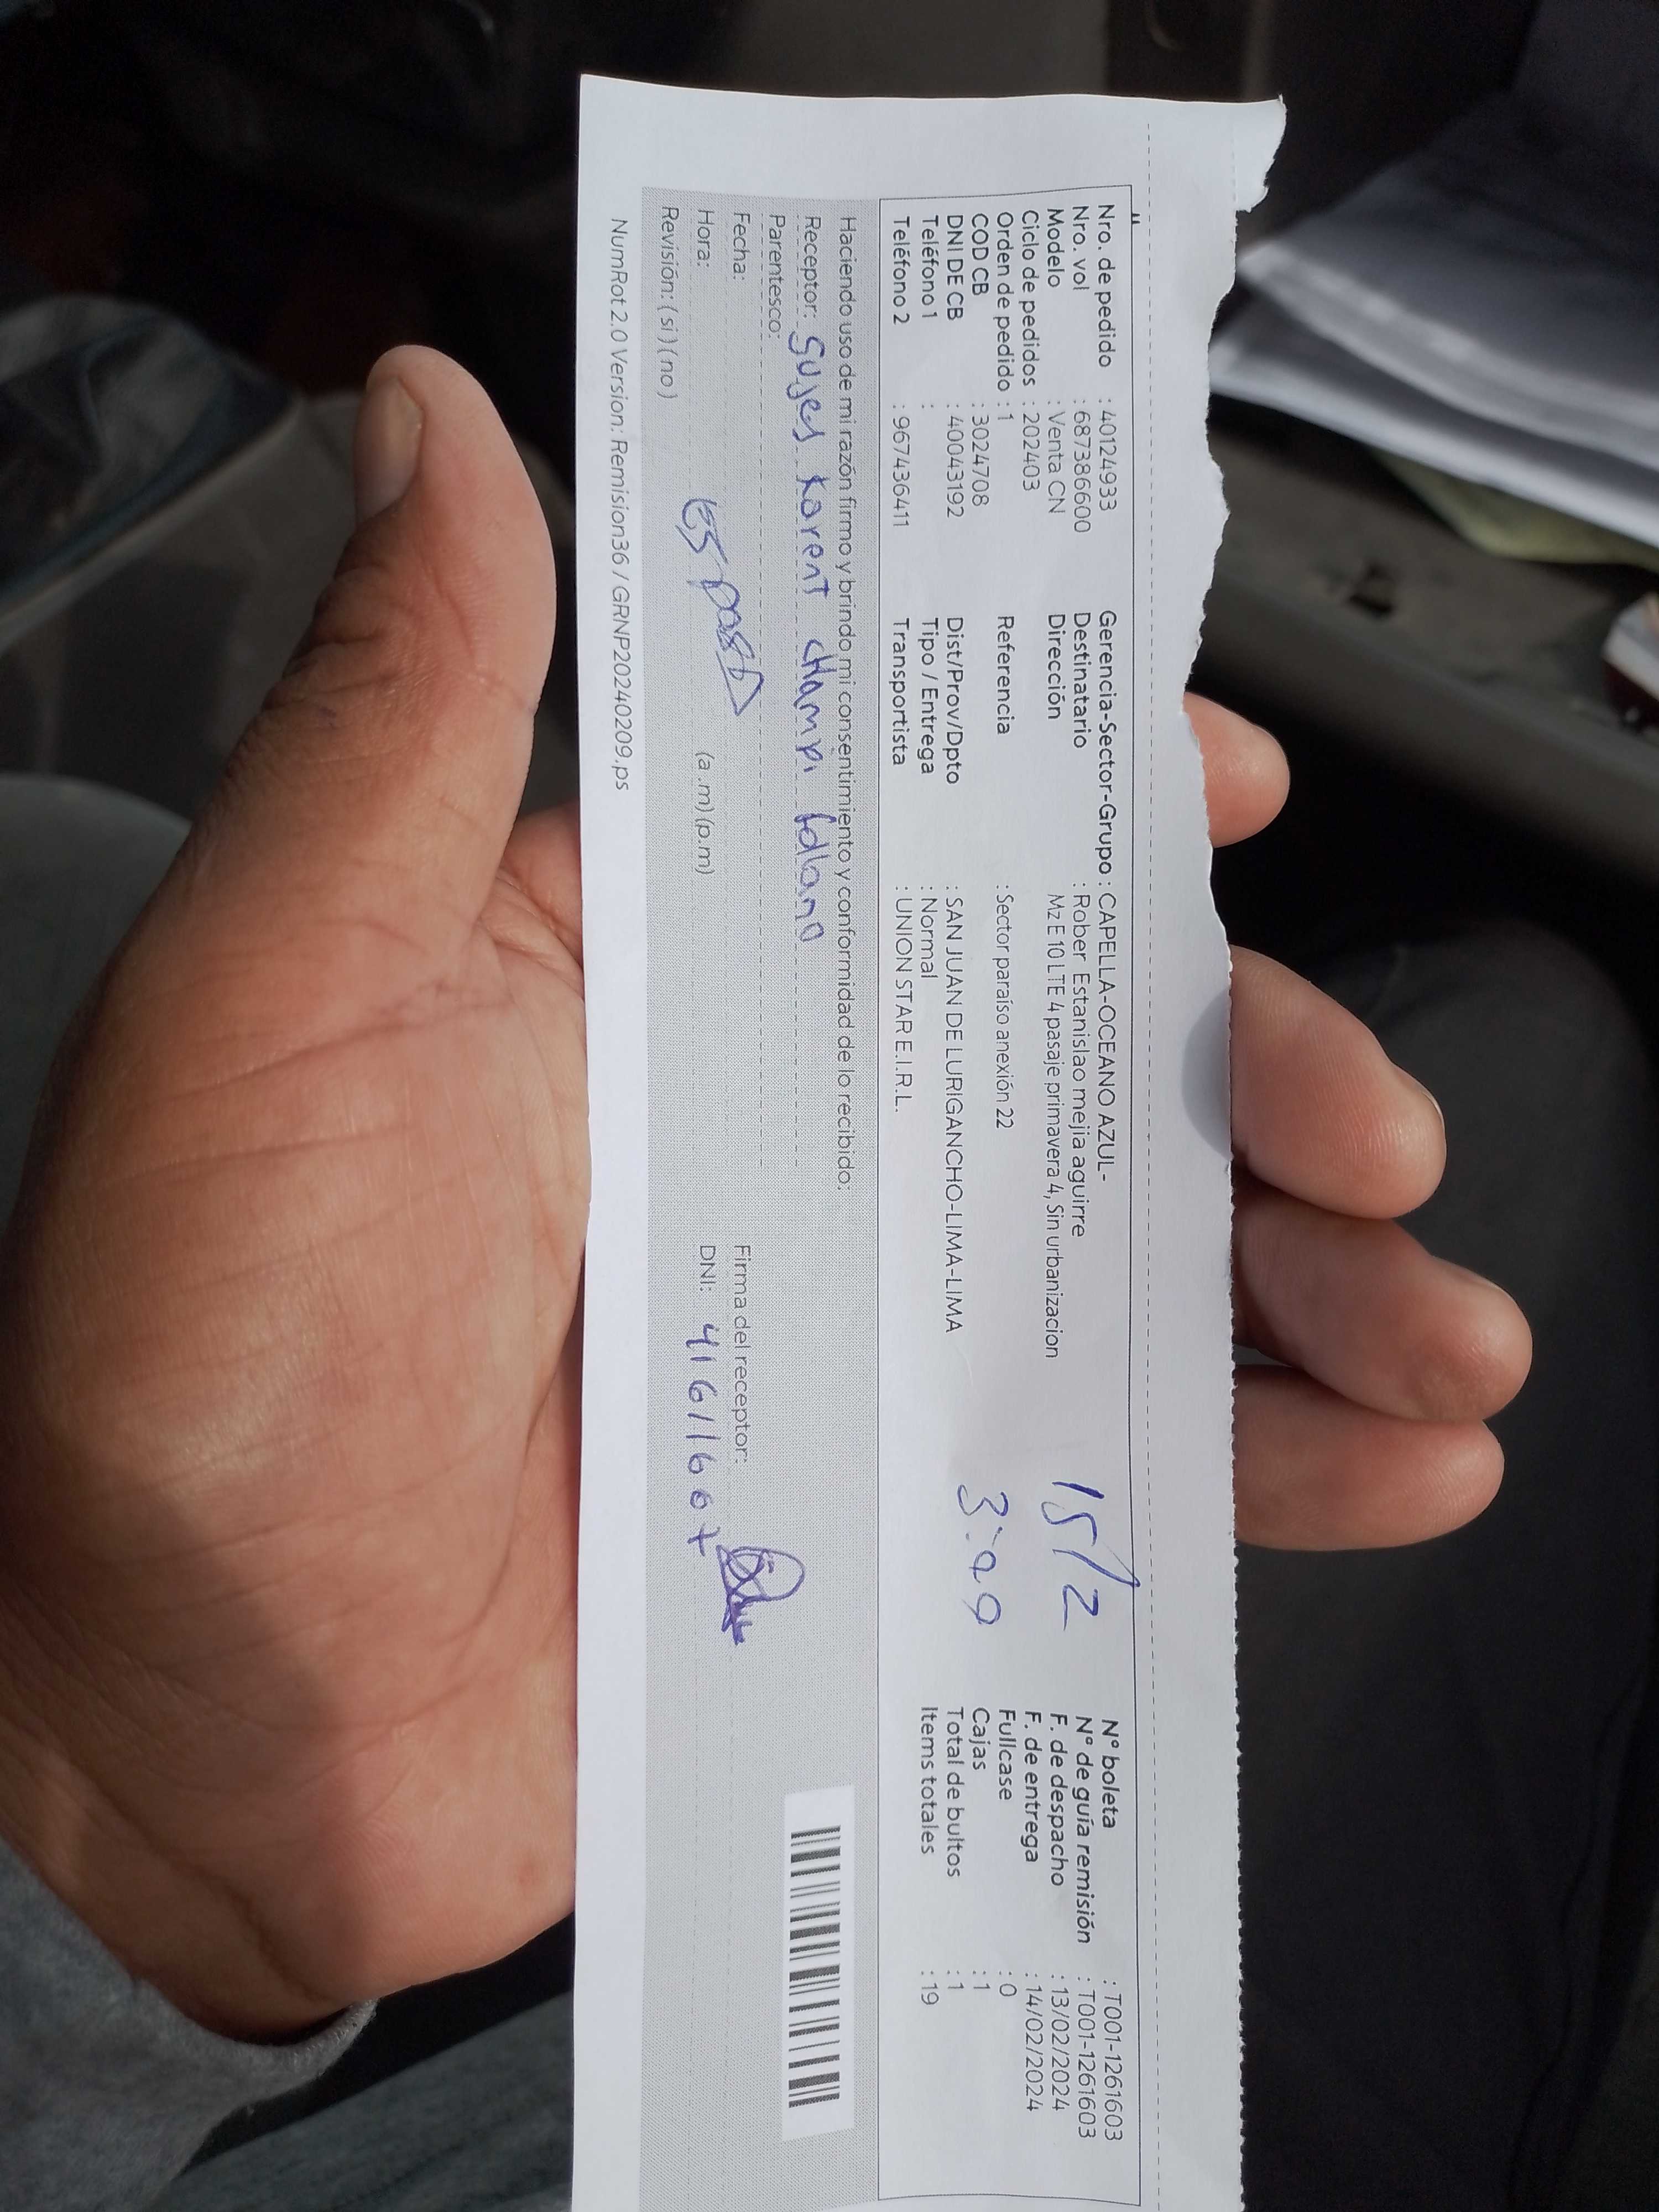 Nro. de pedido : 40124933 Gerencia-Sector-Grupo : CAPELLA-OCEANO AZUL- N° boleta : T001-1261603
Nro. vol : 687386600 Destinatario : Rober Estanislao mejia aguirre N° de guía remisión : T001-1261603
Modelo : Venta CN Dirección Mz E 10 LTE 4 pasaje primavera 4, Sin urbanizacion 15/2 F. de despacho : 13/02/2024
Ciclo de pedidos : 202403 F. de entrega : 14/02/2024
Orden de pedido : 1 Referencia : Sector paraíso anexión 22 Fullcase : 0
COD CB : 3024708 Cajas : 1
DNI DE CB : 40043192 Dist/Prov/Dpto : SAN JUAN DE LURIGANCHO-LIMA-LIMA Total de bultos : 1
Teléfono 1 : Tipo / Entrega : Normal Items totales : 19
Teléfono 2 : 967436411 Transportista : UNION STAR E.I.R.L.
Haciendo uso de mi razón firmo y brindo mi consentimiento y conformidad de lo recibido:
Receptor: Karent
Parentesco:
Fecha: Firma del receptor:
Hora: (a.m)(p.m) DNI:
Revisión: (si) (no)
NumRot 2.0 Version: Remision36 / GRNP20240209.ps